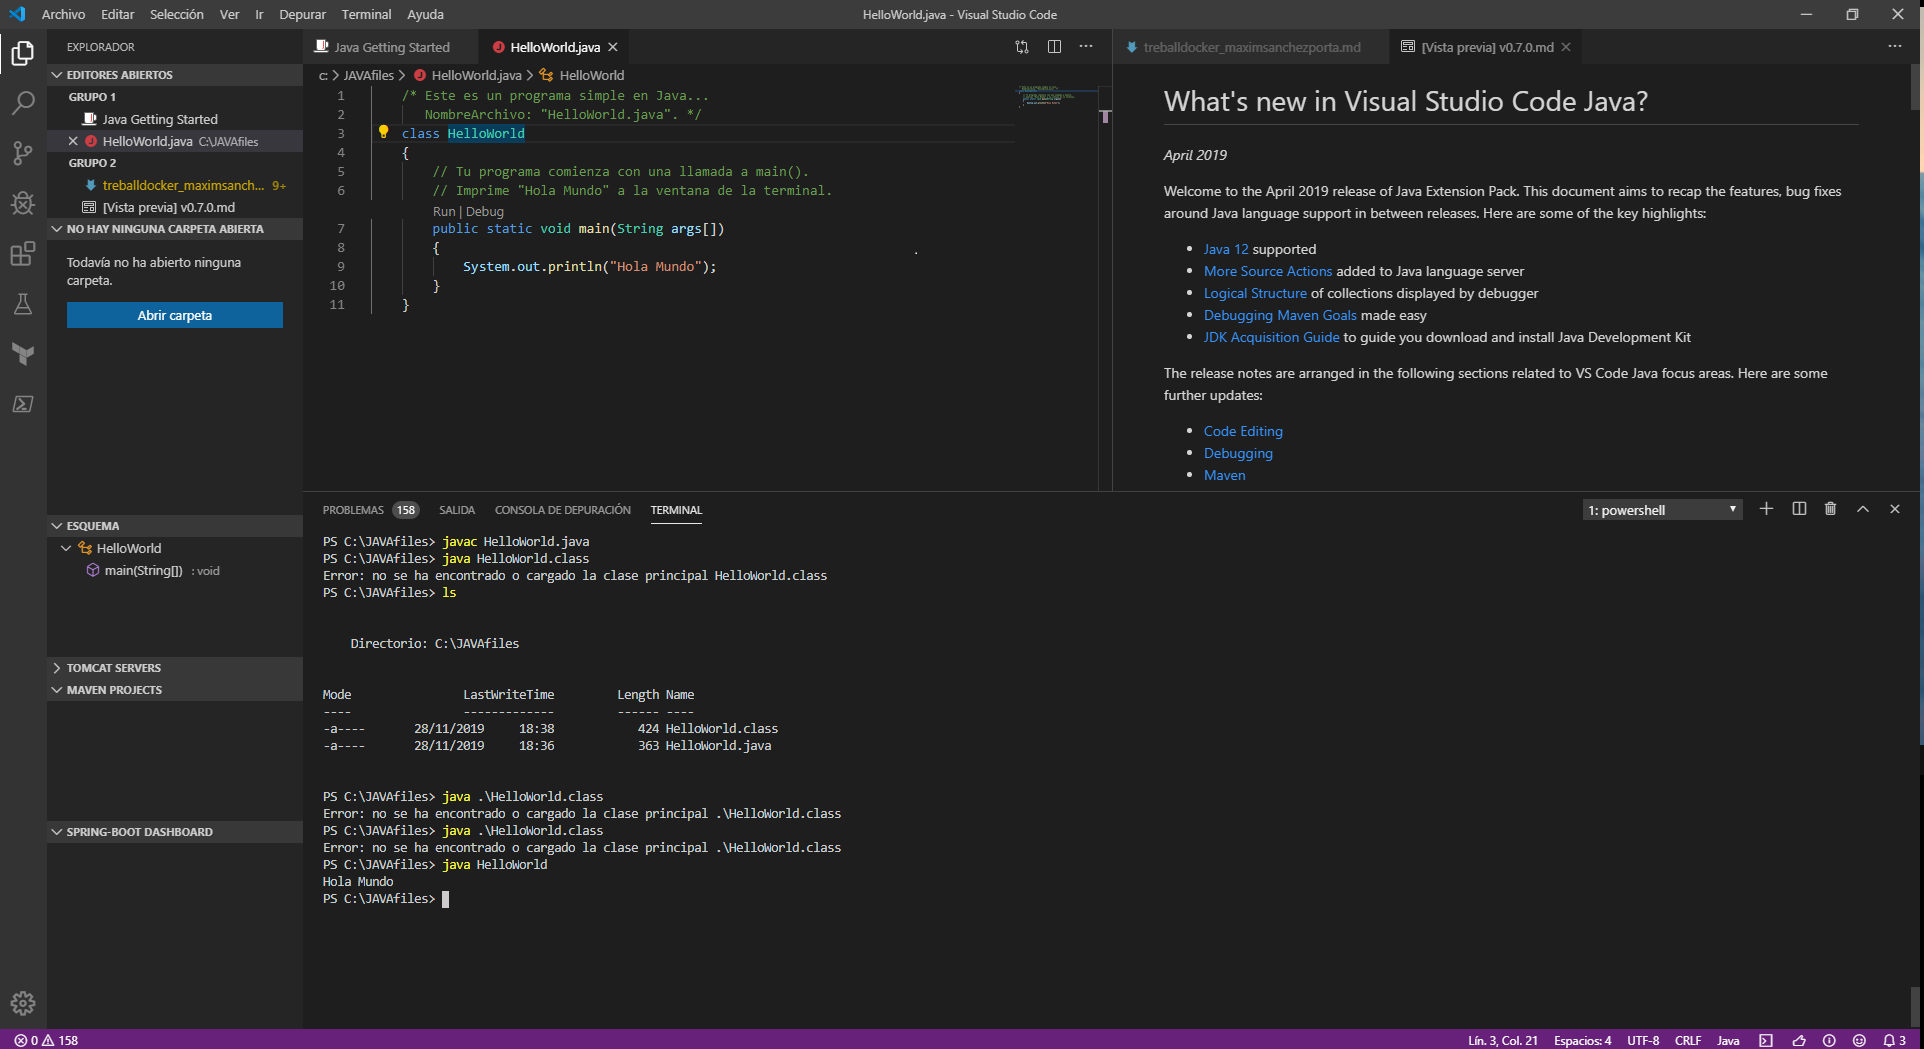 Archivo Editar Selección Ver Ir Depurar Terminal Ayuda
HelloWorld.java - Visual Studio Code
EXPLORADOR
EDITORES ABIERTOS
GRUPO 1
Java Getting Started
HelloWorld.java C:\JAVAfiles
GRUPO 2
treballdocker_maximsanch... 9+
[Vista previa] v0.7.0.md
NO HAY NINGUNA CARPETA ABIERTA
Todavía no ha abierto ninguna
carpeta.
Abrir carpeta
ESQUEMA
HelloWorld
main(String[]) : void
TOMCAT SERVERS
MAVEN PROJECTS
SPRING-BOOT DASHBOARD
Java Getting Started
HelloWorld.java
c: > JAVAfiles > HelloWorld.java > HelloWorld
1 /* Este es un programa simple en Java...
2 NombreArchivo: "HelloWorld.java". */
3 class HelloWorld
4 {
5 // Tu programa comienza con una llamada a main().
6 // Imprime "Hola Mundo" a la ventana de la terminal.
Run | Debug
7 public static void main(String args[])
8 {
9 System.out.println("Hola Mundo");
10 }
11 }
treballdocker_maximsanchezporta.md
[Vista previa] v0.7.0.md
What's new in Visual Studio Code Java?
April 2019
Welcome to the April 2019 release of Java Extension Pack. This document aims to recap the features, bug fixes
around Java language support in between releases. Here are some of the key highlights:
• Java 12 supported
• More Source Actions added to Java language server
• Logical Structure of collections displayed by debugger
• Debugging Maven Goals made easy
• JDK Acquisition Guide to guide you download and install Java Development Kit
The release notes are arranged in the following sections related to VS Code Java focus areas. Here are some
further updates:
• Code Editing
• Debugging
• Maven
PROBLEMAS 158 SALIDA CONSOLA DE DEPURACIÓN TERMINAL
1: powershell
PS C:\JAVAfiles> javac HelloWorld.java
PS C:\JAVAfiles> java HelloWorld.class
Error: no se ha encontrado o cargado la clase principal HelloWorld.class
PS C:\JAVAfiles> ls
Directorio: C:\JAVAfiles
Mode LastWriteTime Length Name
---- ------------- ------ ----
-a---- 28/11/2019 18:38 424 HelloWorld.class
-a---- 28/11/2019 18:36 363 HelloWorld.java
PS C:\JAVAfiles> java .\HelloWorld.class
Error: no se ha encontrado o cargado la clase principal .\HelloWorld.class
PS C:\JAVAfiles> java .\HelloWorld.class
Error: no se ha encontrado o cargado la clase principal .\HelloWorld.class
PS C:\JAVAfiles> java HelloWorld
Hola Mundo
PS C:\JAVAfiles>
0 158
Lín. 3, Col. 21 Espacios: 4 UTF-8 CRLF Java 3